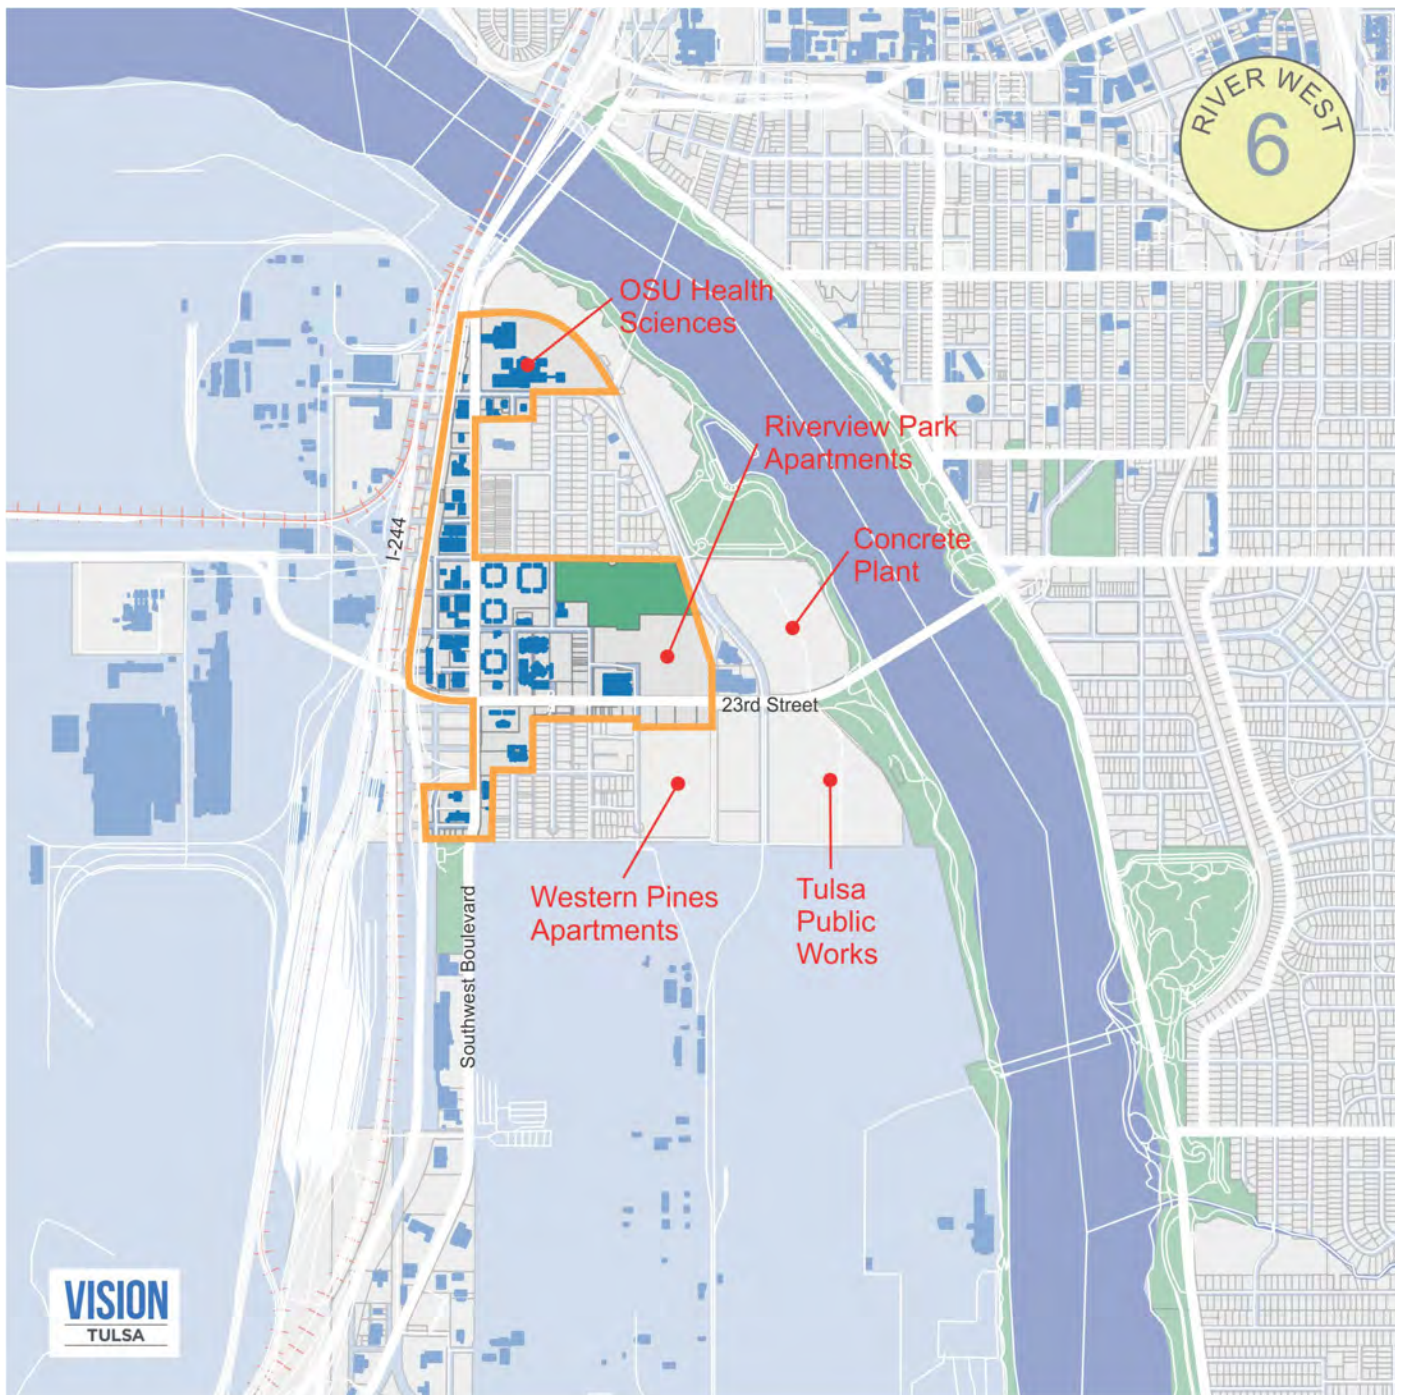 RIVER WEST
6
OSU Health
Sciences
Riverview Park
Apartments
I-244
Concrete
Plant
23rd Street
Western Pines
Apartments
Tulsa
Public
Works
Southwest Boulevard
VISION
TULSA